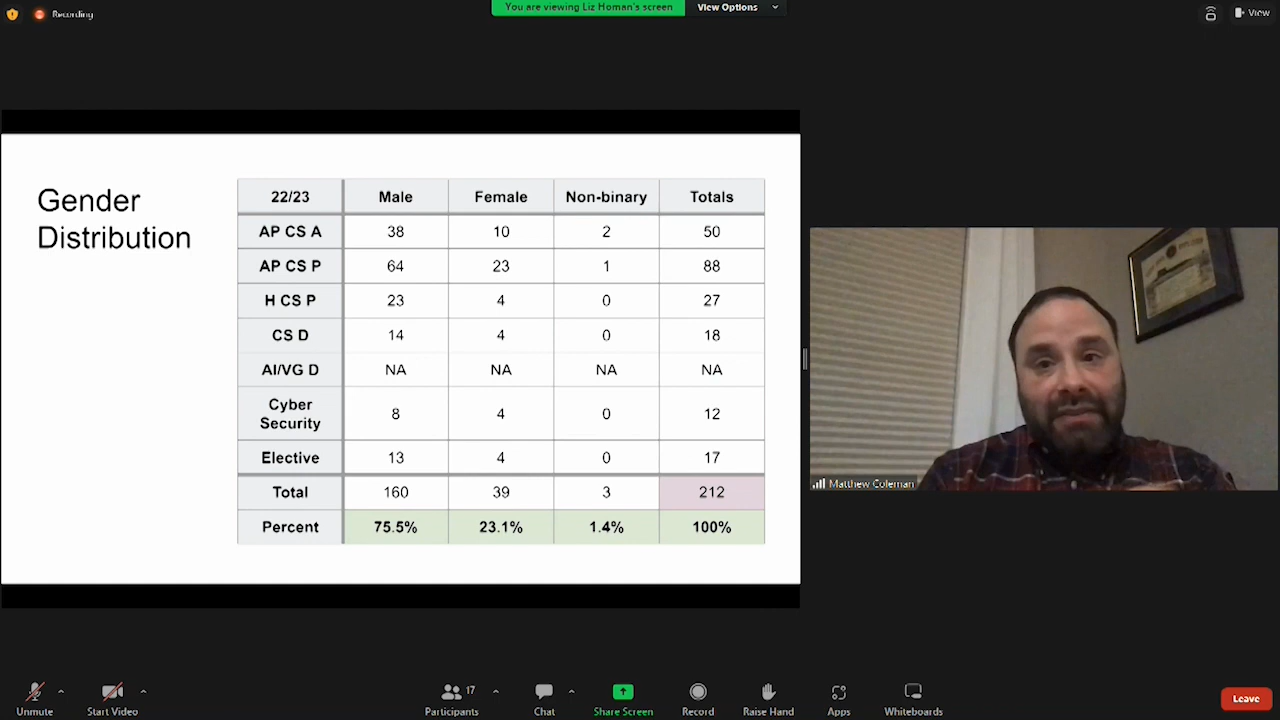 Recording
You are viewing Liz Homan's screen
View Options
View
Gender
Distribution
22/23 Male Female Non-binary Totals
AP CS A 38 10 2 50
AP CS P 64 23 1 88
H CS P 23 4 0 27
CS D 14 4 0 18
AI/VG D NA NA NA NA
Cyber
Security 8 4 0 12
Elective 13 4 0 17
Total 160 39 3 212
Percent 75.5% 23.1% 1.4% 100%
Matthew Coleman
Unmute
Start Video
17
Participants
Chat
Share Screen
Record
Raise Hand
Apps
Whiteboards
Leave